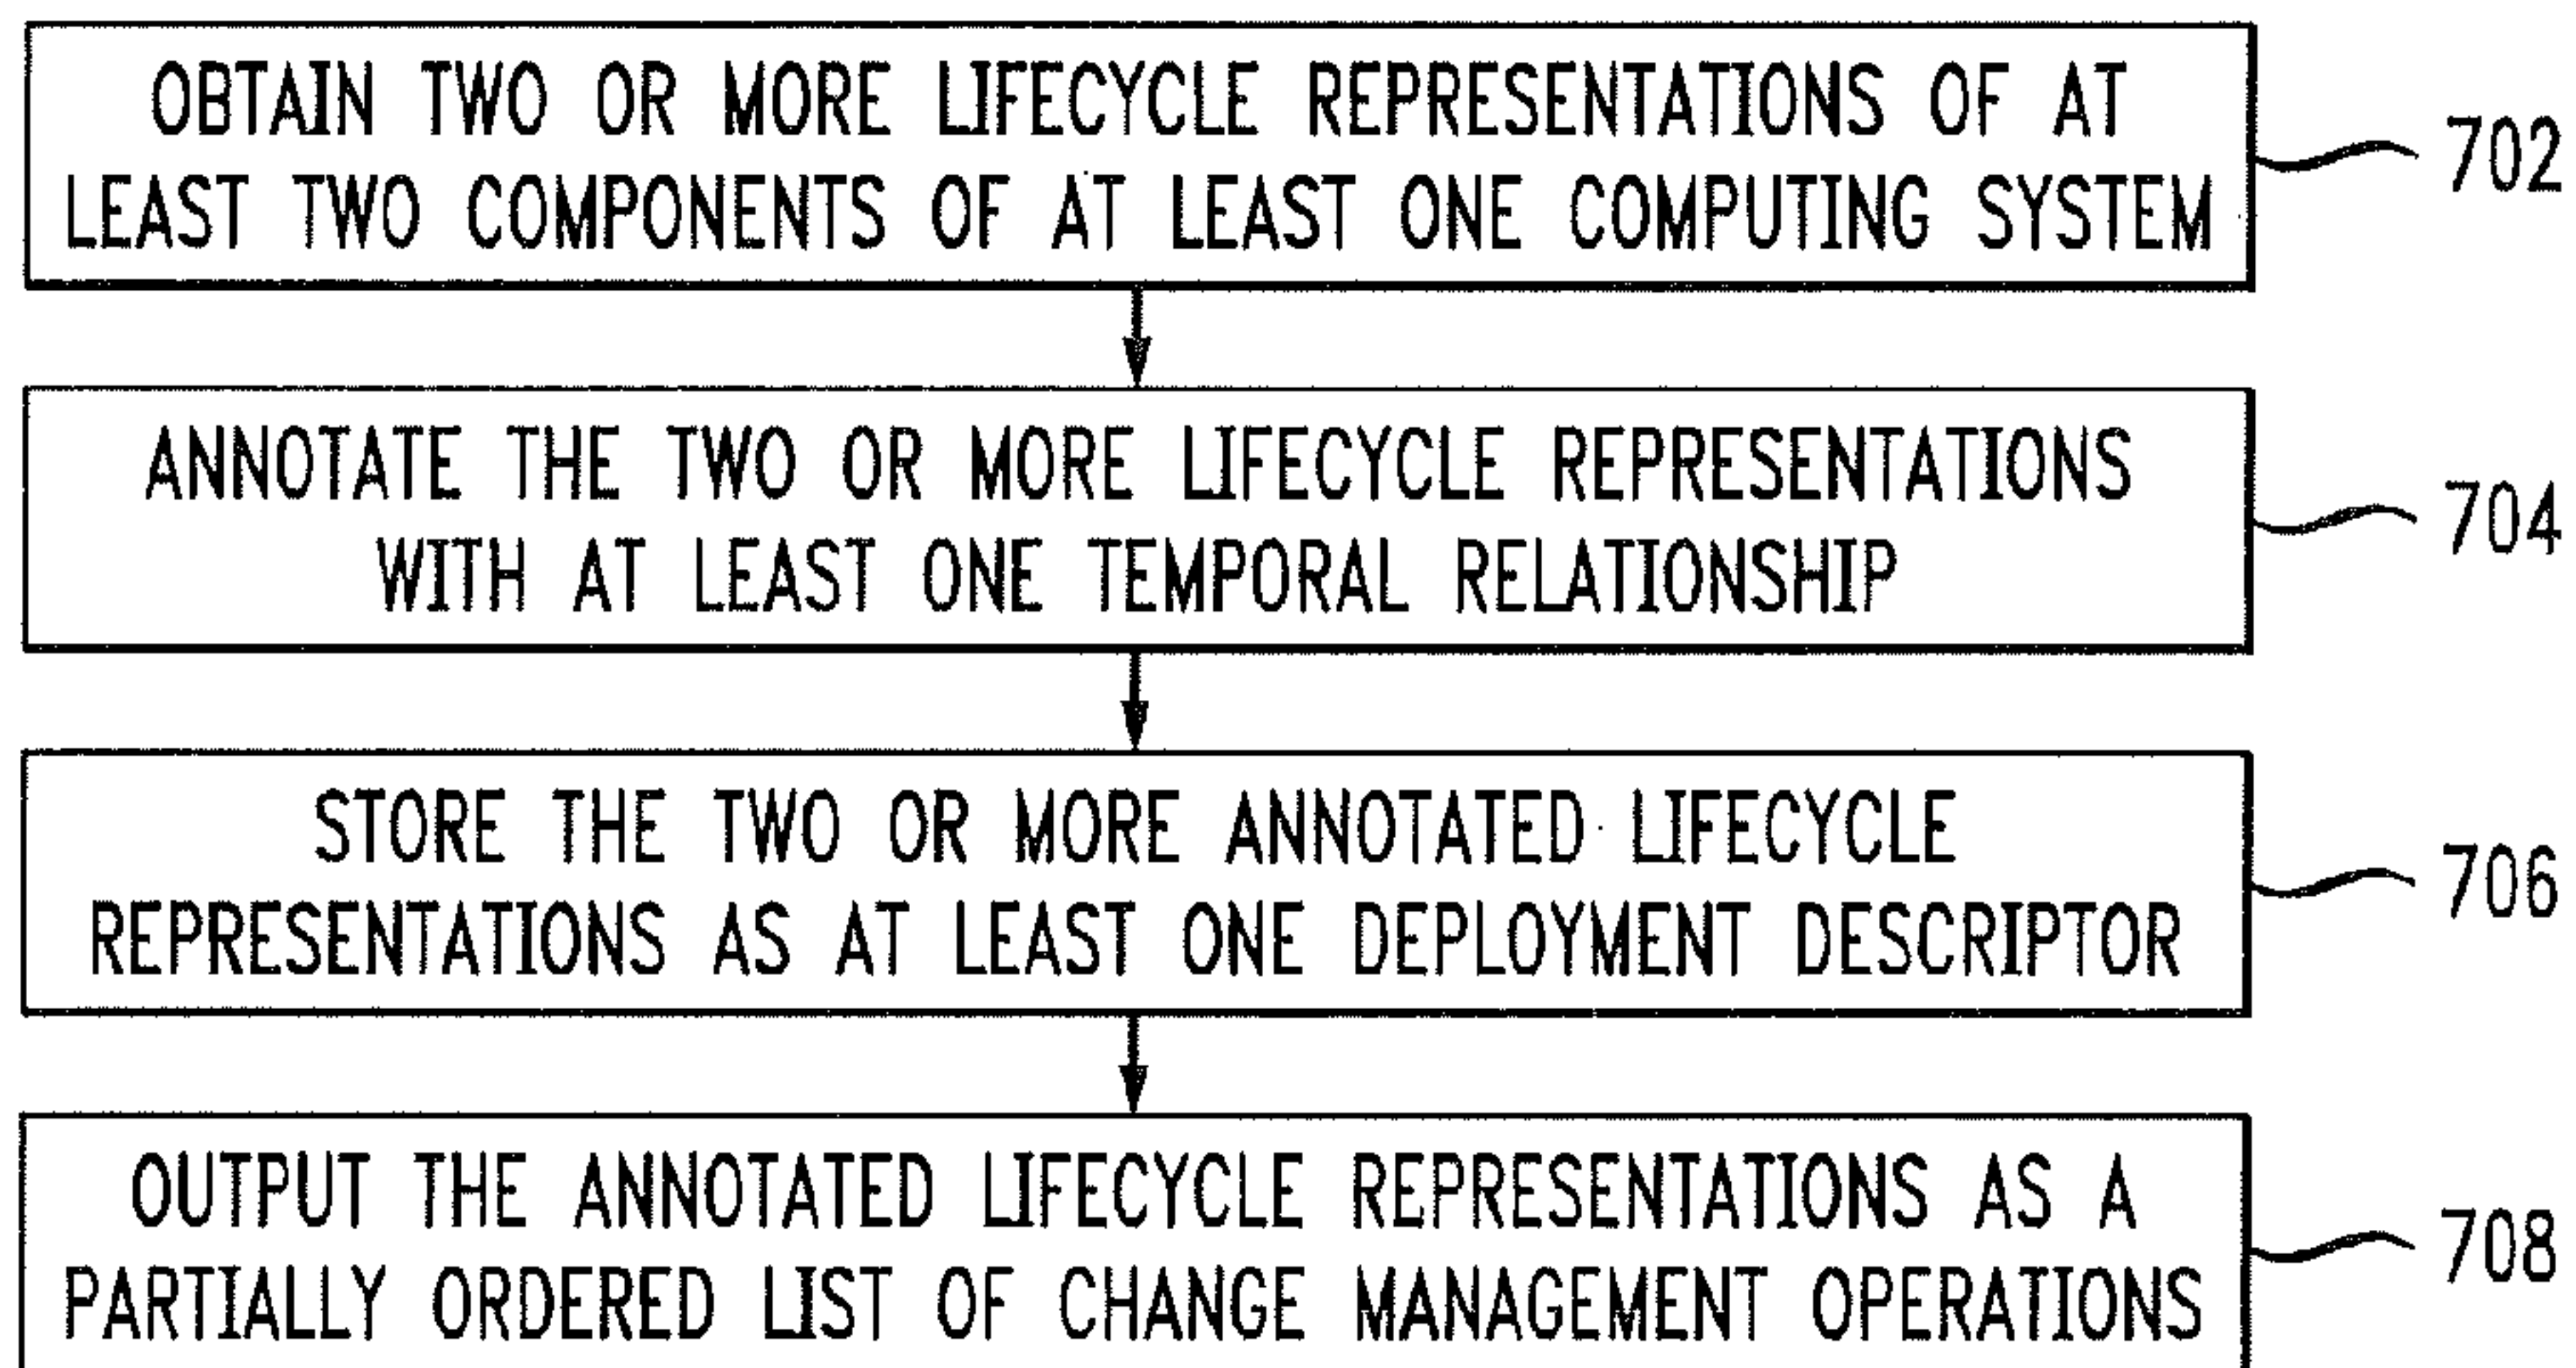 OBTAIN TWO OR MORE LIFECYCLE REPRESENTATIONS OF AT
LEAST TWO COMPONENTS OF AT LEAST ONE COMPUTING SYSTEM
702
ANNOTATE THE TWO OR MORE LIFECYCLE REPRESENTATIONS
WITH AT LEAST ONE TEMPORAL RELATIONSHIP
704
STORE THE TWO OR MORE ANNOTATED LIFECYCLE
REPRESENTATIONS AS AT LEAST ONE DEPLOYMENT DESCRIPTOR
706
OUTPUT THE ANNOTATED LIFECYCLE REPRESENTATIONS AS A
PARTIALLY ORDERED LIST OF CHANGE MANAGEMENT OPERATIONS
708